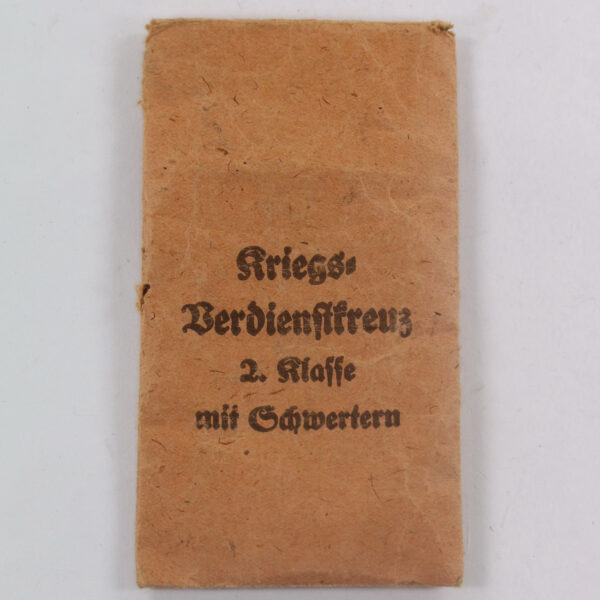 Kriegs-
Verdienſtkreuz
2. Klaſſe
mit Schwertern